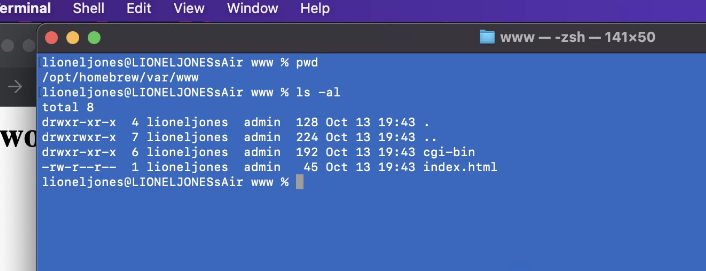 erminal Shell Edit View Window Help
www — -zsh — 141×50
lioneljones@LIONELJONESsAir www % pwd
/opt/homebrew/var/www
lioneljones@LIONELJONESsAir www % ls -al
total 8
drwxr-xr-x  4 lioneljones  admin  128 Oct 13 19:43 .
drwxrwxr-x  7 lioneljones  admin  224 Oct 13 19:43 ..
drwxr-xr-x  6 lioneljones  admin  192 Oct 13 19:43 cgi-bin
-rw-r--r--  1 lioneljones  admin   45 Oct 13 19:43 index.html
lioneljones@LIONELJONESsAir www %
wo